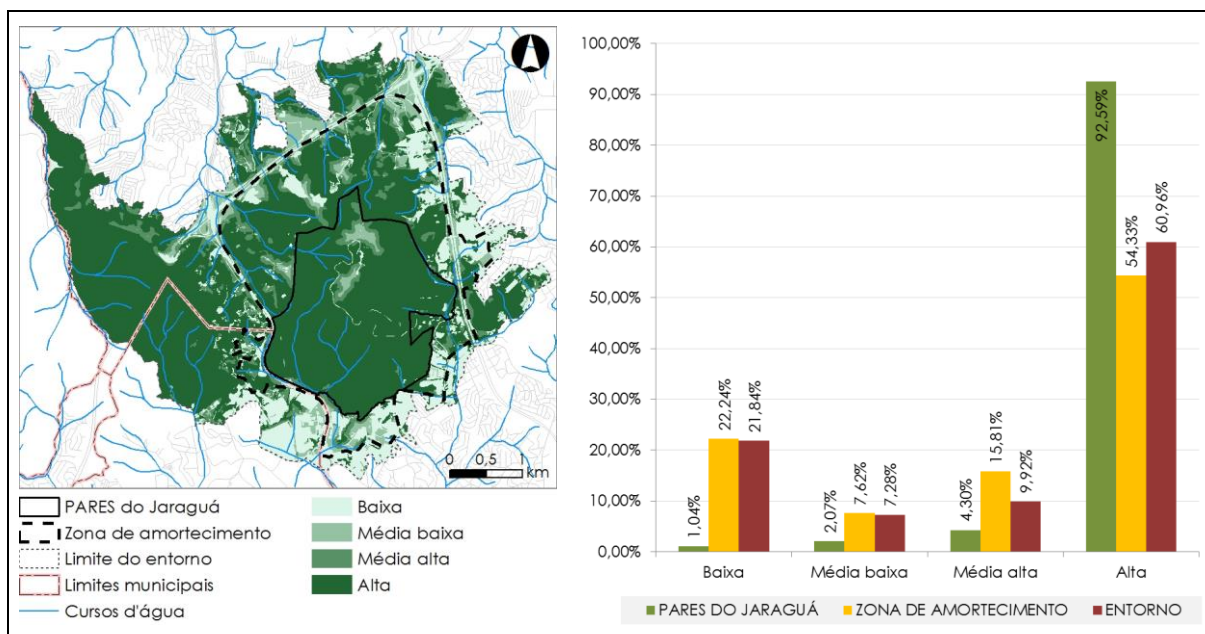 0 0,5 1
km
PARES do Jaraguá
Zona de amortecimento
Limite do entorno
Limites municipais
Cursos d'água
Baixa
Média baixa
Média alta
Alta
100,00%
90,00%
80,00%
70,00%
60,00%
50,00%
40,00%
30,00%
20,00%
10,00%
0,00%
1,04%
22,24%
21,84%
2,07%
7,62%
7,28%
4,30%
15,81%
9,92%
92,59%
54,33%
60,96%
Baixa
Média baixa
Média alta
Alta
PARES DO JARAGUÁ
ZONA DE AMORTECIMENTO
ENTORNO